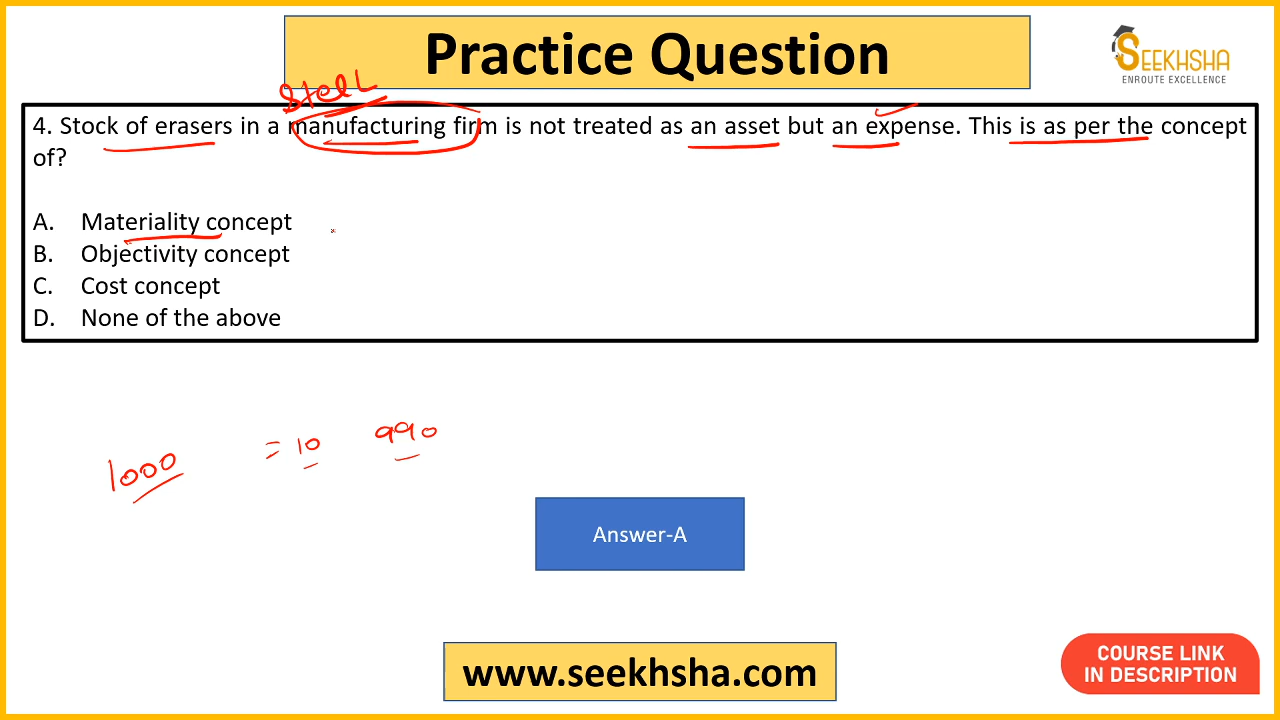 Practice Question
SEEKHSHA
ENROUTE EXCELLENCE
Steel
4. Stock of erasers in a manufacturing firm is not treated as an asset but an expense. This is as per the concept
of?
A. Materiality concept
B. Objectivity concept
C. Cost concept
D. None of the above
1000 = 10 990
Answer-A
www.seekhsha.com
COURSE LINK
IN DESCRIPTION